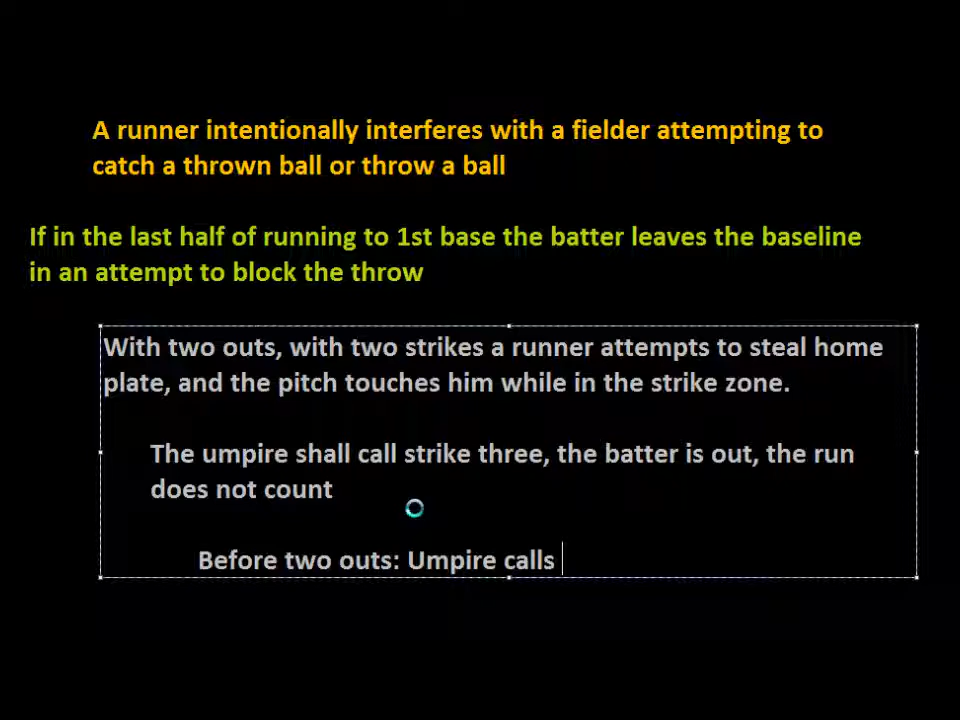 A runner intentionally interferes with a fielder attempting to
catch a thrown ball or throw a ball
If in the last half of running to 1st base the batter leaves the baseline
in an attempt to block the throw
With two outs, with two strikes a runner attempts to steal home
plate, and the pitch touches him while in the strike zone.
The umpire shall call strike three, the batter is out, the run
does not count
Before two outs: Umpire calls